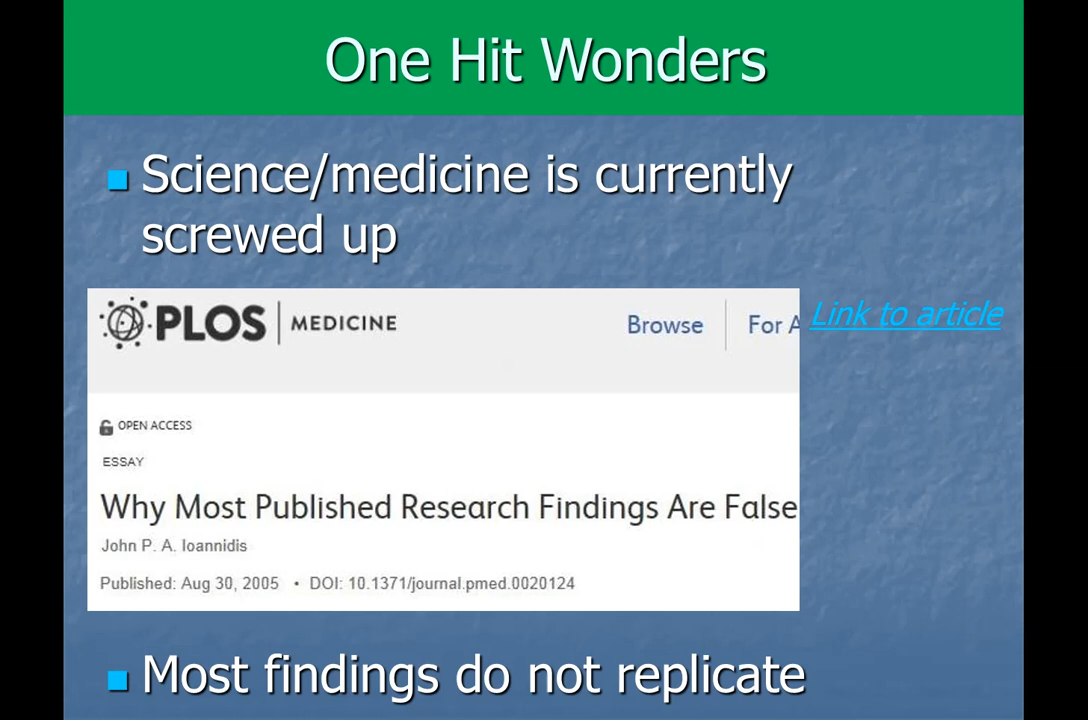 One Hit Wonders
Science/medicine is currently
screwed up
PLOS MEDICINE Browse For A
Link to article
OPEN ACCESS
ESSAY
Why Most Published Research Findings Are False
John P. A. Ioannidis
Published: Aug 30, 2005 • DOI: 10.1371/journal.pmed.0020124
Most findings do not replicate